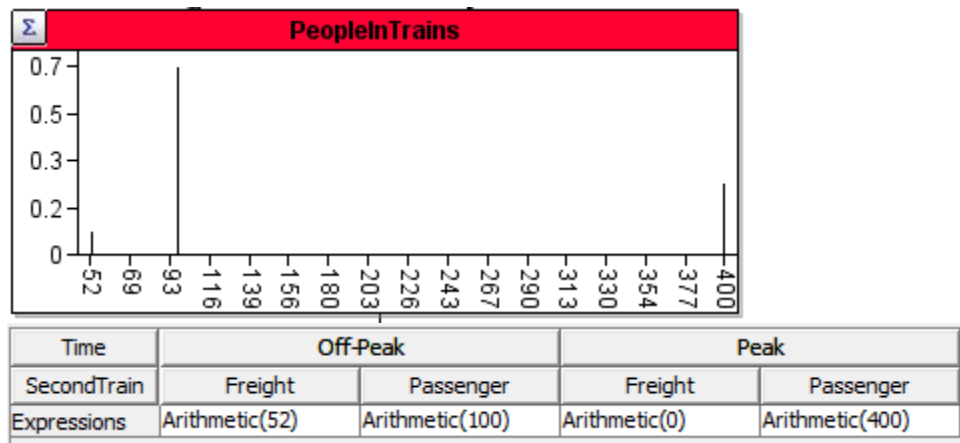 Σ PeopleInTrains
0.7
0.5
0.3
0.2
0
52 69 93 116 139 156 180 203 226 243 267 290 313 330 354 377 400
Time Off-Peak Peak
SecondTrain Freight Passenger Freight Passenger
Expressions Arithmetic(52) Arithmetic(100) Arithmetic(0) Arithmetic(400)